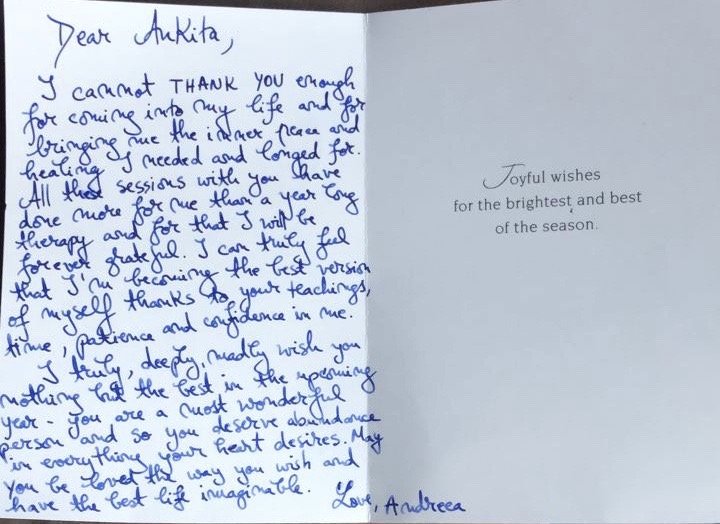 Dear Ankita,
I cannot THANK YOU enough
for coming into my life and for
bringing me the inner peace and
healing I needed and longed for.
All these sessions with you have
done more for me than a year long
therapy and for that I will be
forever grateful. I can truly feel
that I'm becoming the best version
of myself thanks to your teachings,
time, patience and confidence in me.
I truly, deeply, madly wish you
nothing but the best in the upcoming
year - you are a most wonderful
person and so you deserve abundance
in everything your heart desires. May
you be loved the way you wish and
have the best life imaginable. Love, Andreea
Joyful wishes
for the brightest and best
of the season.